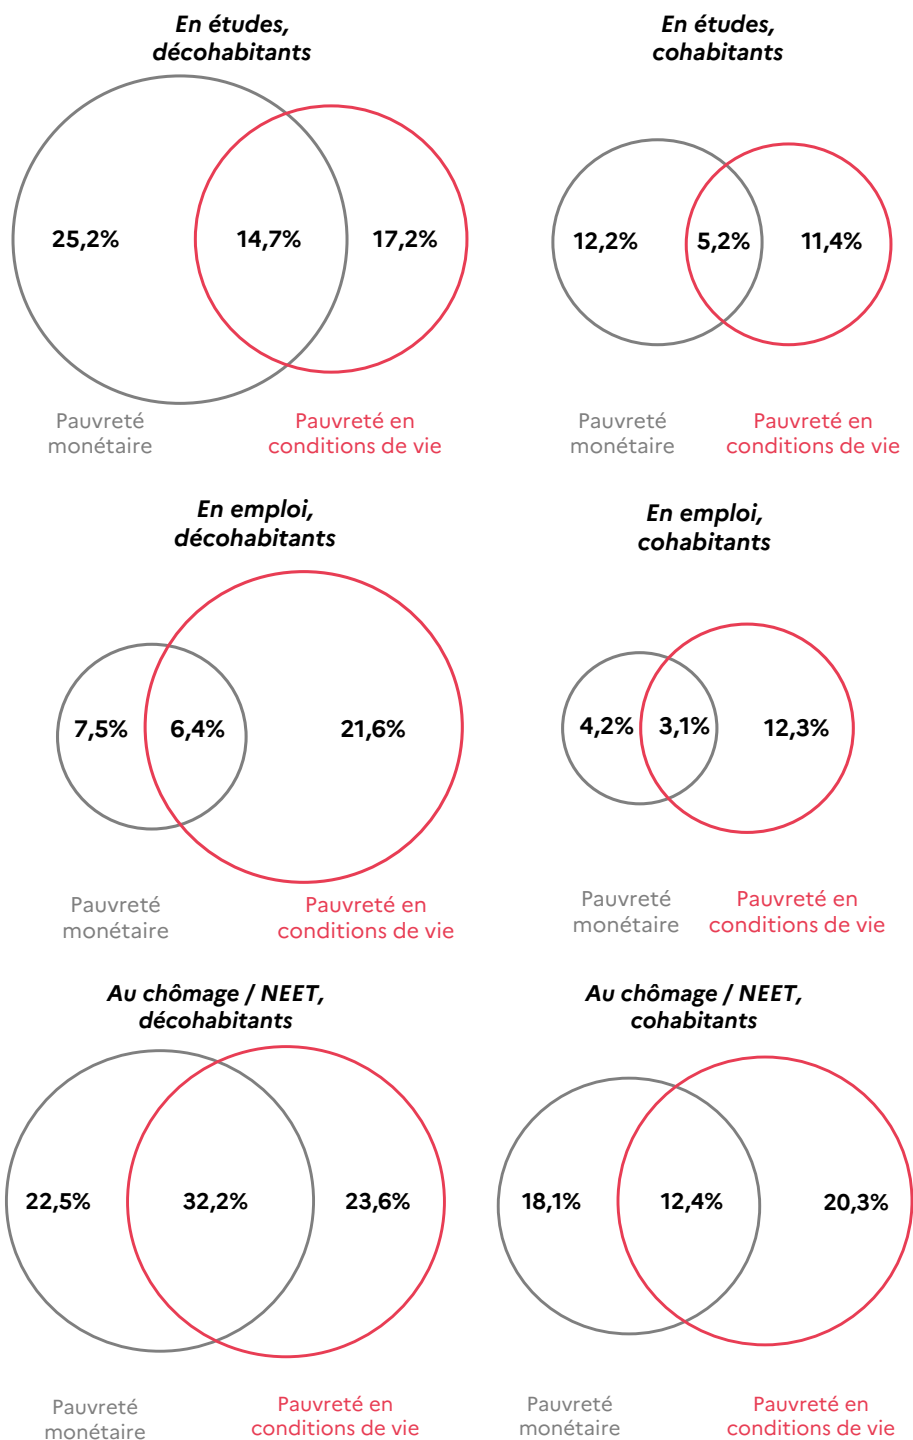 En études,
décohabitants
25,2%
14,7%
17,2%
Pauvreté
monétaire
Pauvreté en
conditions de vie
En études,
cohabitants
12,2%
5,2%
11,4%
Pauvreté
monétaire
Pauvreté en
conditions de vie
En emploi,
décohabitants
7,5%
6,4%
21,6%
Pauvreté
monétaire
Pauvreté en
conditions de vie
En emploi,
cohabitants
4,2%
3,1%
12,3%
Pauvreté
monétaire
Pauvreté en
conditions de vie
Au chômage / NEET,
décohabitants
22,5%
32,2%
23,6%
Pauvreté
monétaire
Pauvreté en
conditions de vie
Au chômage / NEET,
cohabitants
18,1%
12,4%
20,3%
Pauvreté
monétaire
Pauvreté en
conditions de vie